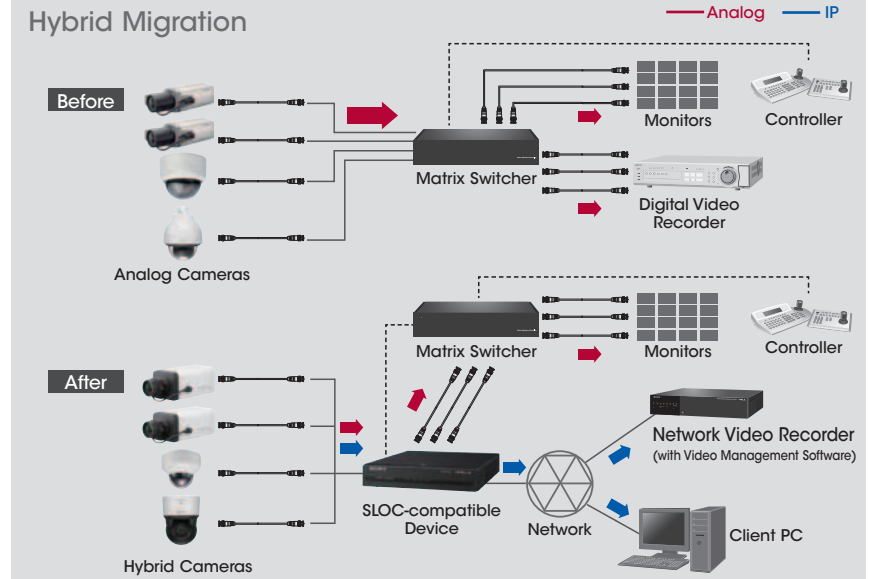 Hybrid Migration
Analog
IP
Before
Monitors
Controller
Matrix Switcher
Digital Video
Recorder
Analog Cameras
Matrix Switcher
Monitors
Controller
After
Network Video Recorder
(with Video Management Software)
SLOC-compatible
Device
Network
Client PC
Hybrid Cameras